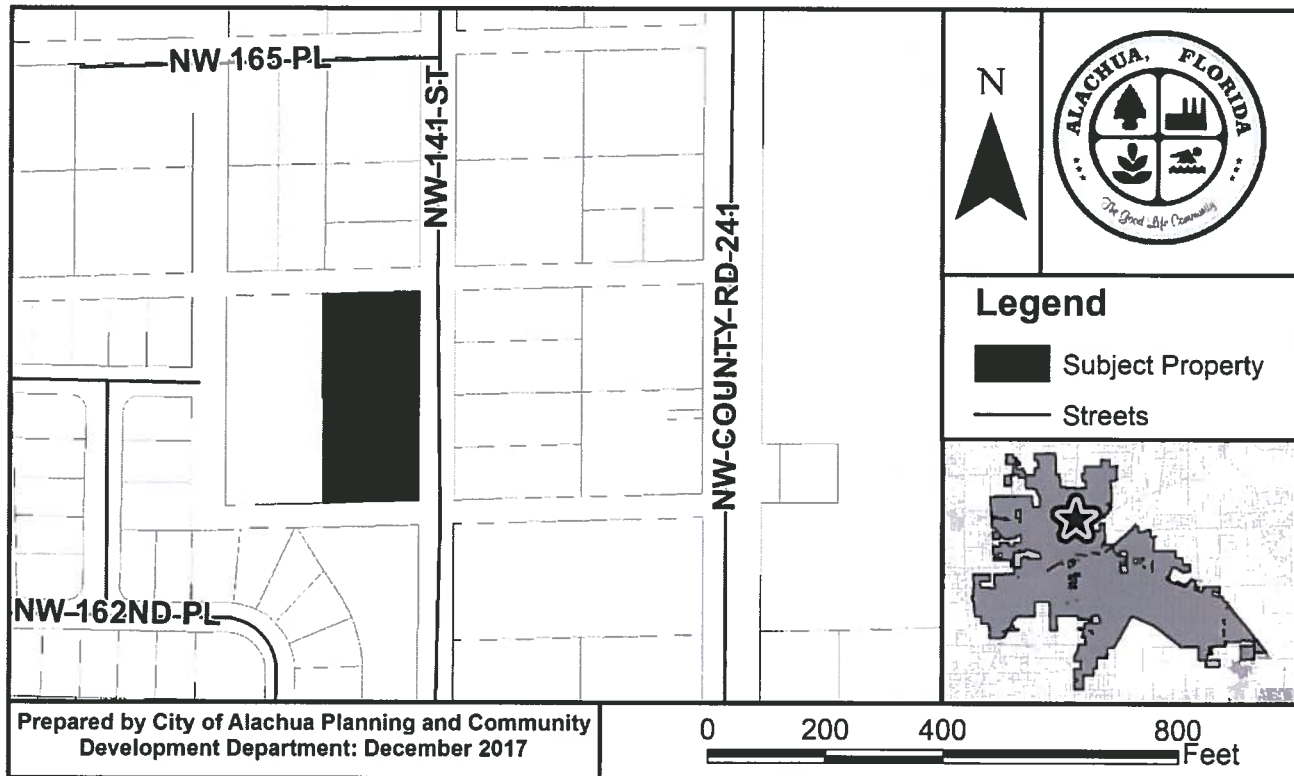 NW 165 PL
NW 141 ST
NW COUNTY RD 241
NW 162ND PL
N
ALACHUA, FLORIDA
The Good Life Community
Legend
Subject Property
Streets
Prepared by City of Alachua Planning and Community
Development Department: December 2017
0 200 400 800
Feet